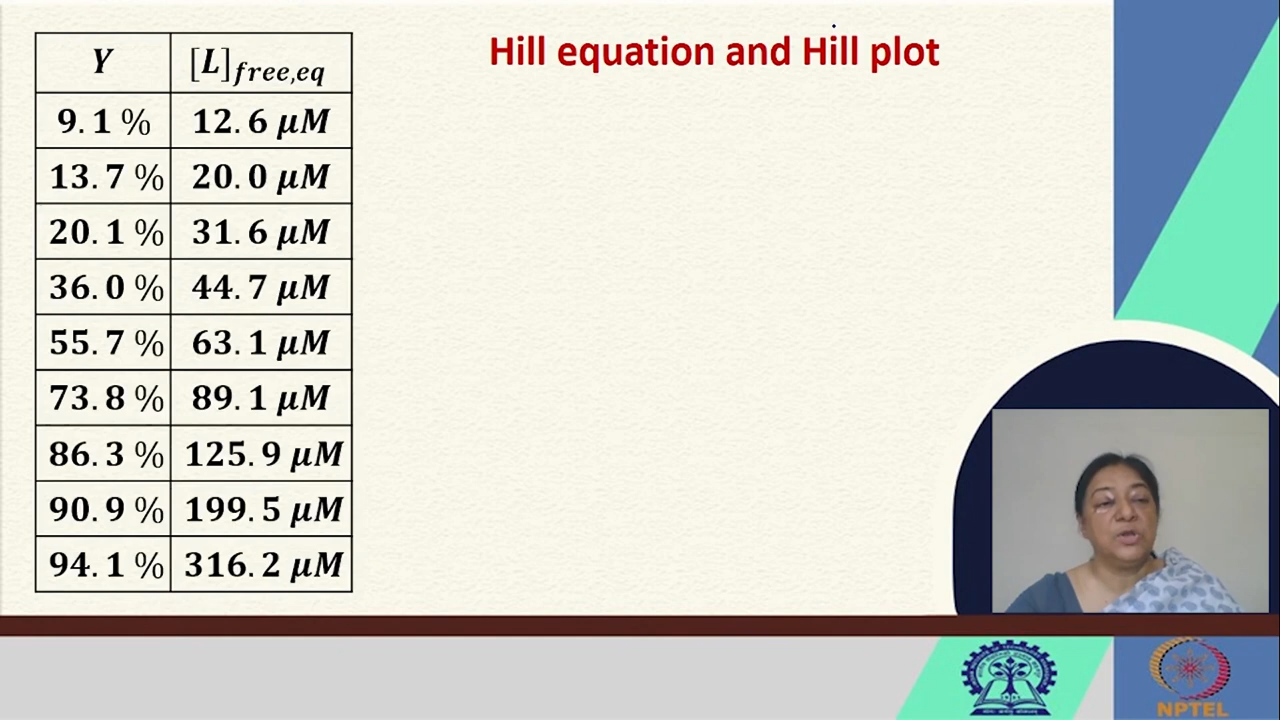 Hill equation and Hill plot
Y [L]free,eq
9.1 % 12.6 μM
13.7 % 20.0 μM
20.1 % 31.6 μM
36.0 % 44.7 μM
55.7 % 63.1 μM
73.8 % 89.1 μM
86.3 % 125.9 μM
90.9 % 199.5 μM
94.1 % 316.2 μM
NPTEL